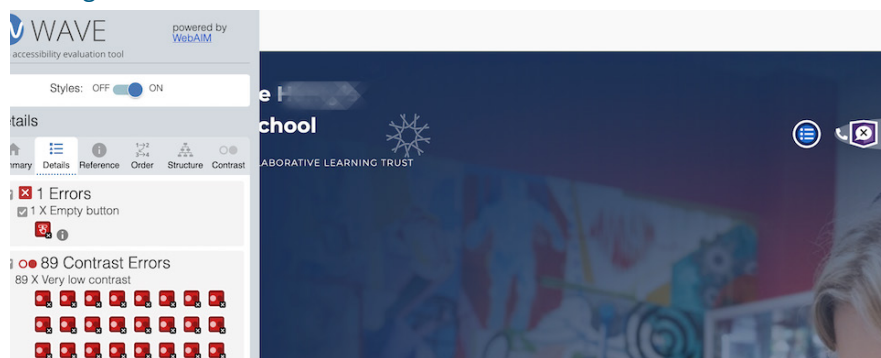 WAVE
powered by
WebAIM
accessibility evaluation tool
Styles: OFF ON
tails
mary Details Reference Order Structure Contrast
1 Errors
1 X Empty button
89 Contrast Errors
89 X Very low contrast
e H
chool
LABORATIVE LEARNING TRUST